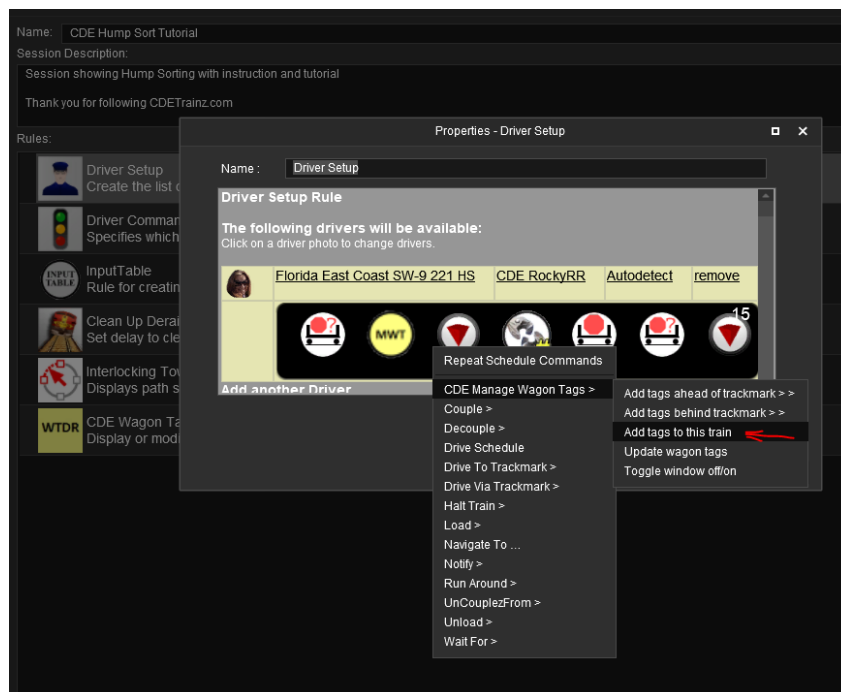 Name: CDE Hump Sort Tutorial
Session Description:
Session showing Hump Sorting with instruction and tutorial
Thank you for following CDETrainz.com
Rules:
Properties - Driver Setup
Name : Driver Setup
Driver Setup Rule
The following drivers will be available:
Click on a driver photo to change drivers.
Florida East Coast SW-9 221 HS CDE RockyRR Autodetect remove
MWT
15
Add another Driver
Driver Setup
Create the list
Driver Comman
Specifies which
INPUT
TABLE
InputTable
Rule for creatin
Clean Up Derai
Set delay to cle
Interlocking To
Displays path s
WTDR
CDE Wagon Ta
Display or modi
Repeat Schedule Commands
CDE Manage Wagon Tags >
Couple >
Decouple >
Drive Schedule
Drive To Trackmark >
Drive Via Trackmark >
Halt Train >
Load >
Navigate To ...
Notify >
Run Around >
UnCouplezFrom >
Unload >
Wait For >
Add tags ahead of trackmark > >
Add tags behind trackmark > >
Add tags to this train
Update wagon tags
Toggle window off/on